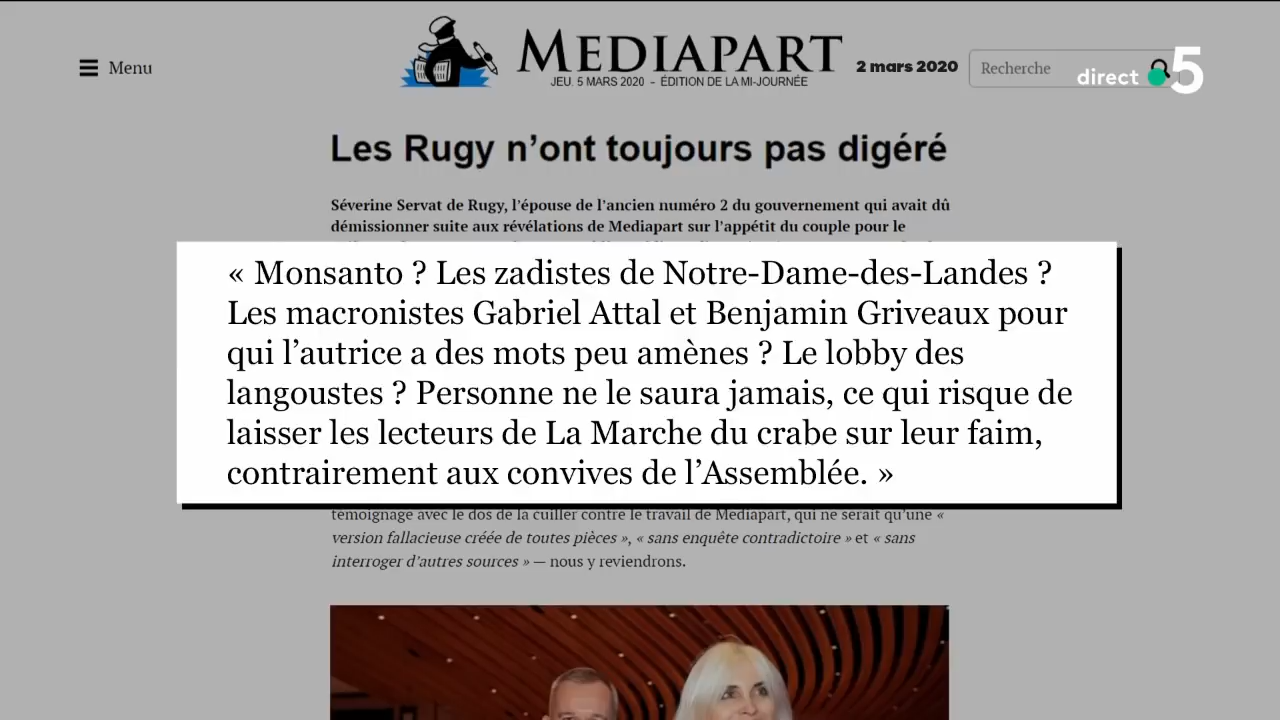 Menu
MEDIAPART
JEU. 5 MARS 2020 – ÉDITION DE LA MI-JOURNÉE
2 mars 2020
Recherche
direct 5
Les Rugy n’ont toujours pas digéré
Séverine Servat de Rugy, l’épouse de l’ancien numéro 2 du gouvernement qui avait dû
démissionner suite aux révélations de Mediapart sur l’appétit du couple pour le
« Monsanto ? Les zadistes de Notre-Dame-des-Landes ?
Les macronistes Gabriel Attal et Benjamin Griveaux pour
qui l’autrice a des mots peu amènes ? Le lobby des
langoustes ? Personne ne le saura jamais, ce qui risque de
laisser les lecteurs de La Marche du crabe sur leur faim,
contrairement aux convives de l’Assemblée. »
témoignage avec le dos de la cuiller contre le travail de Mediapart, qui ne serait qu’une «
version fallacieuse créée de toutes pièces », « sans enquête contradictoire » et « sans
interroger d’autres sources » — nous y reviendrons.